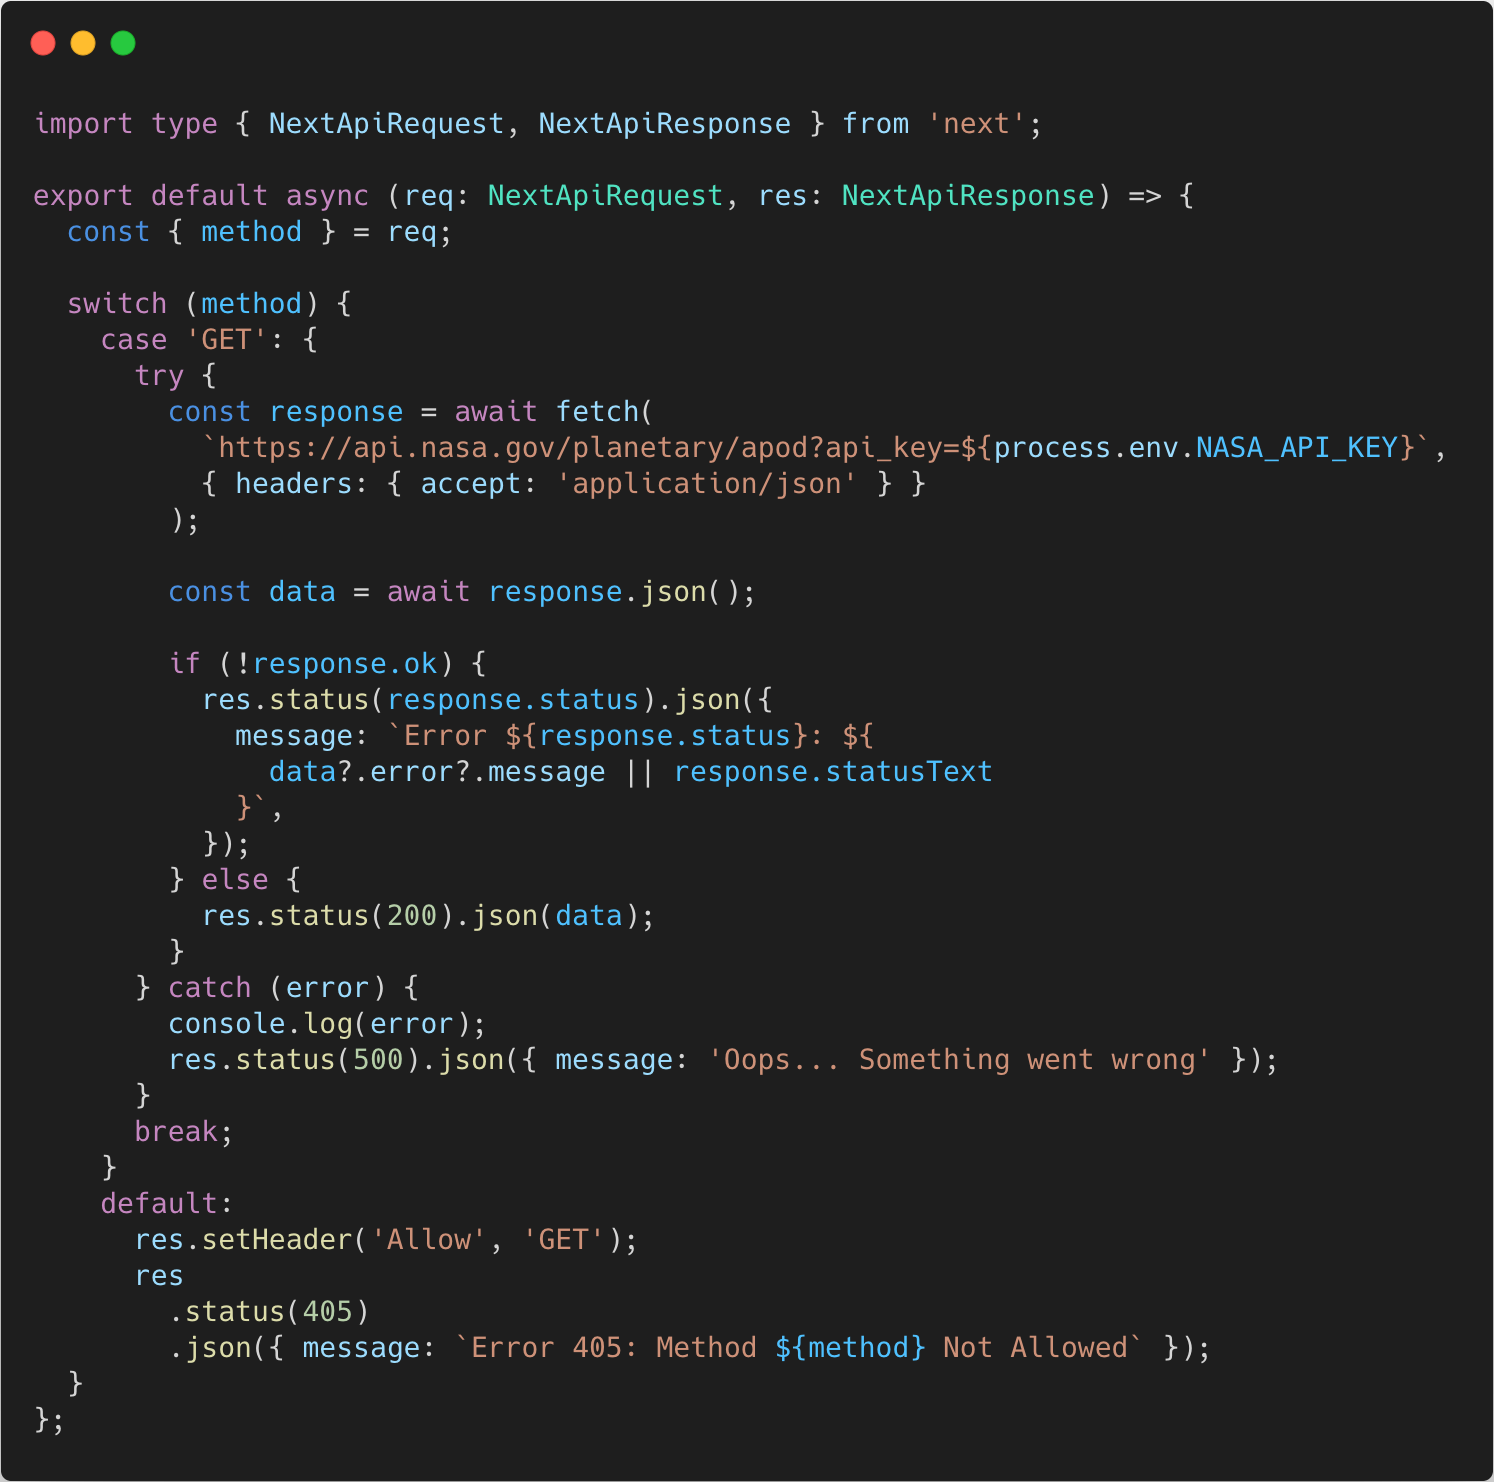 import type { NextApiRequest, NextApiResponse } from 'next';

export default async (req: NextApiRequest, res: NextApiResponse) => {
  const { method } = req;

  switch (method) {
    case 'GET': {
      try {
        const response = await fetch(
          `https://api.nasa.gov/planetary/apod?api_key=${process.env.NASA_API_KEY}`,
          { headers: { accept: 'application/json' } }
        );

        const data = await response.json();

        if (!response.ok) {
          res.status(response.status).json({
            message: `Error ${response.status}: ${
              data?.error?.message || response.statusText
            }`,
          });
        } else {
          res.status(200).json(data);
        }
      } catch (error) {
        console.log(error);
        res.status(500).json({ message: 'Oops... Something went wrong' });
      }
      break;
    }
    default:
      res.setHeader('Allow', 'GET');
      res
        .status(405)
        .json({ message: `Error 405: Method ${method} Not Allowed` });
  }
};